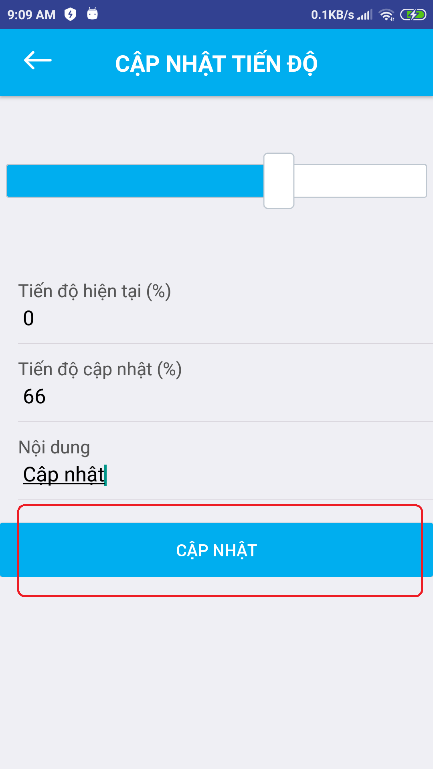 9:09 AM 0.1KB/s
CẬP NHẬT TIẾN ĐỘ
Tiến độ hiện tại (%)
0
Tiến độ cập nhật (%)
66
Nội dung
Cập nhật
CẬP NHẬT